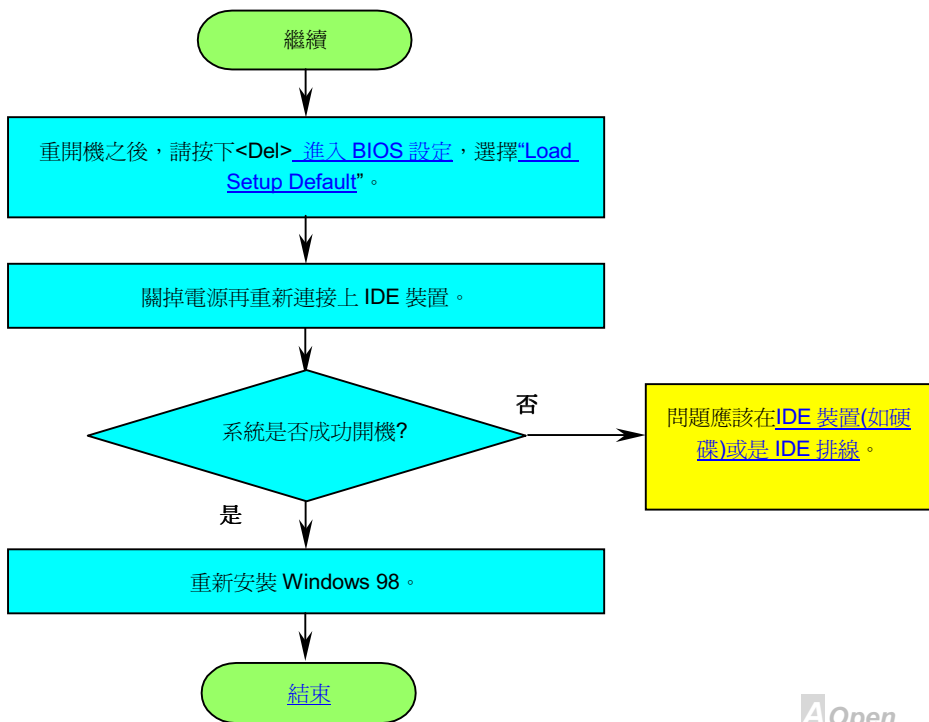 繼續
重開機之後，請按下<Del> 進入 BIOS 設定，選擇“Load
Setup Default”。
關掉電源再重新連接上 IDE 裝置。
系統是否成功開機?
否
問題應該在IDE 裝置(如硬
碟)或是 IDE 排線。
是
重新安裝 Windows 98。
結束
AOpen